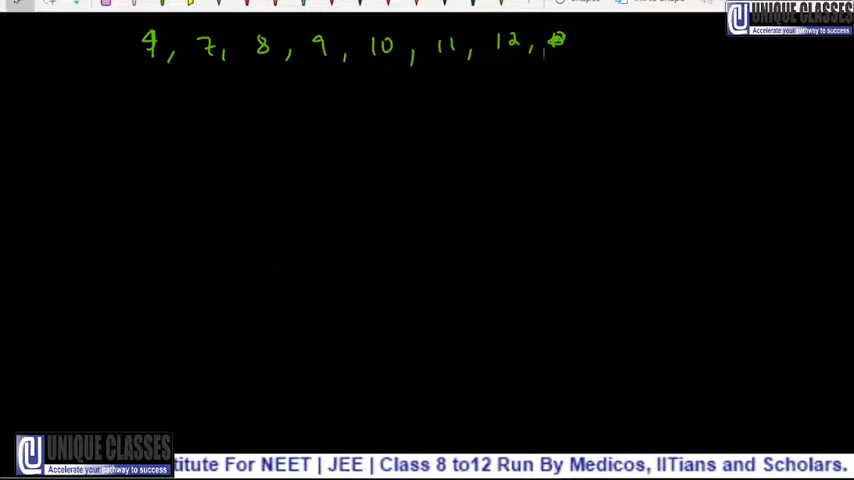 UNIQUE CLASSES
Accelerate your pathway to success
4, 7, 8, 9, 10, 11, 12,
UNIQUE CLASSES
Accelerate your pathway to success
titute For NEET | JEE | Class 8 to12 Run By Medicos, IITians and Scholars.